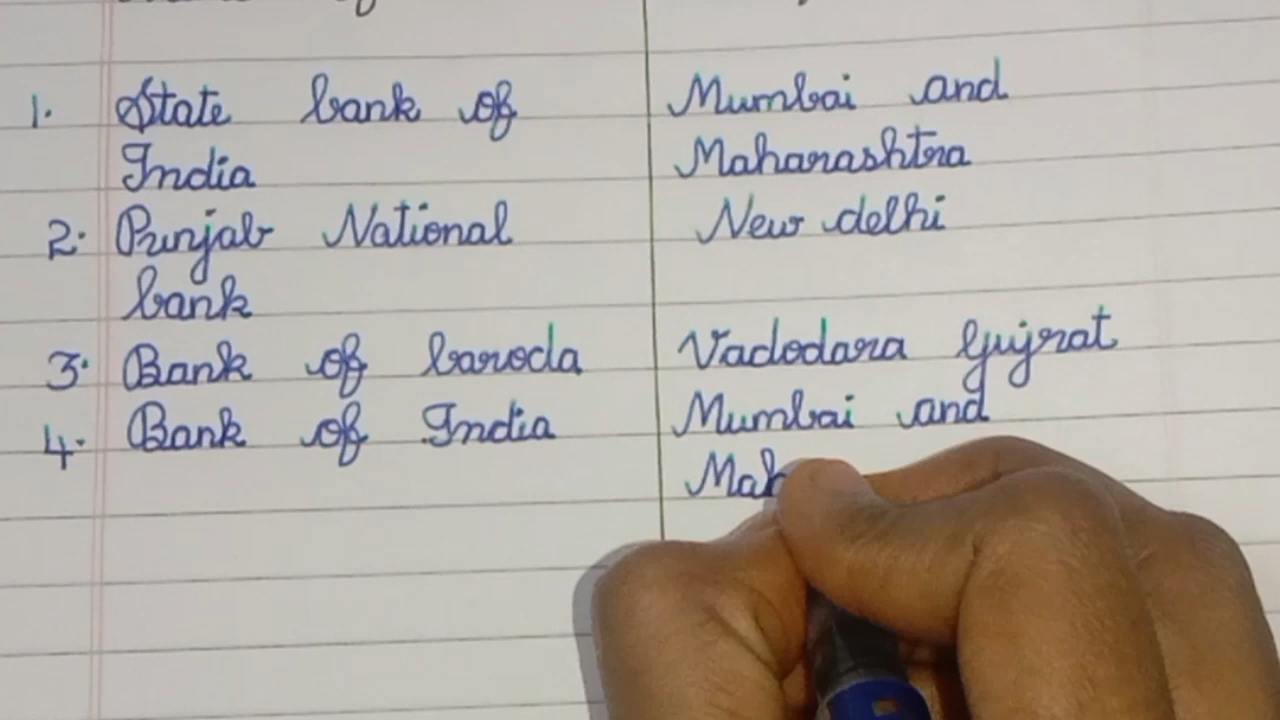 1. State bank of Mumbai and
India Maharashtra
2. Punjab National New delhi
bank
3. Bank of baroda Vadodara Gujrat
4. Bank of India Mumbai and
Mah